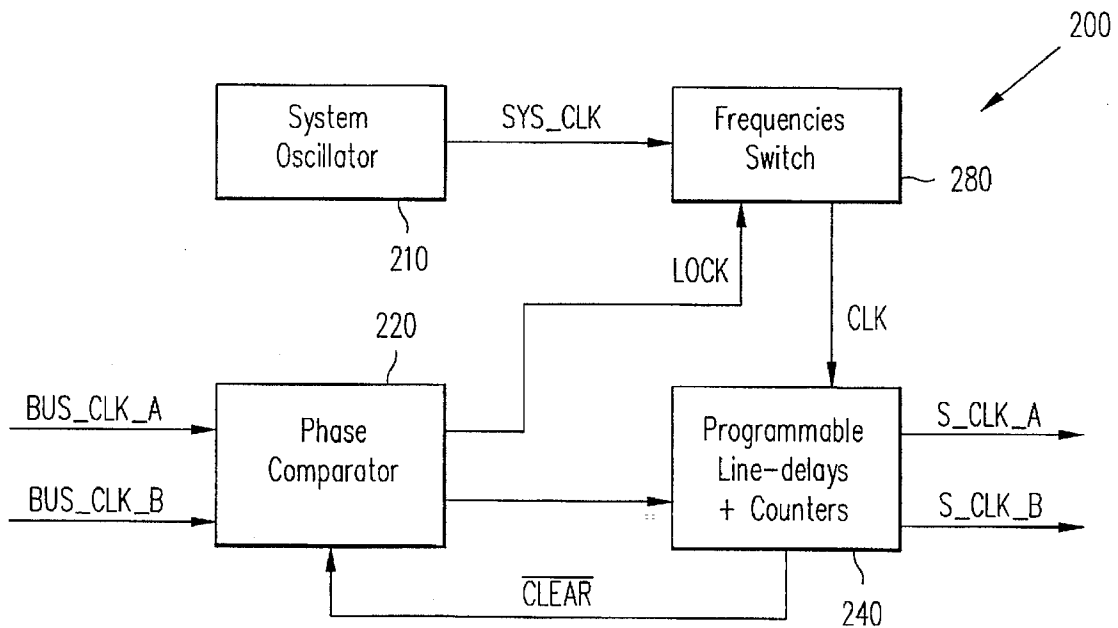 200
System
Oscillator
SYS_CLK
Frequencies
Switch
280
210
LOCK
CLK
220
BUS_CLK_A
BUS_CLK_B
Phase
Comparator
Programmable
Line-delays
+ Counters
S_CLK_A
S_CLK_B
CLEAR
240